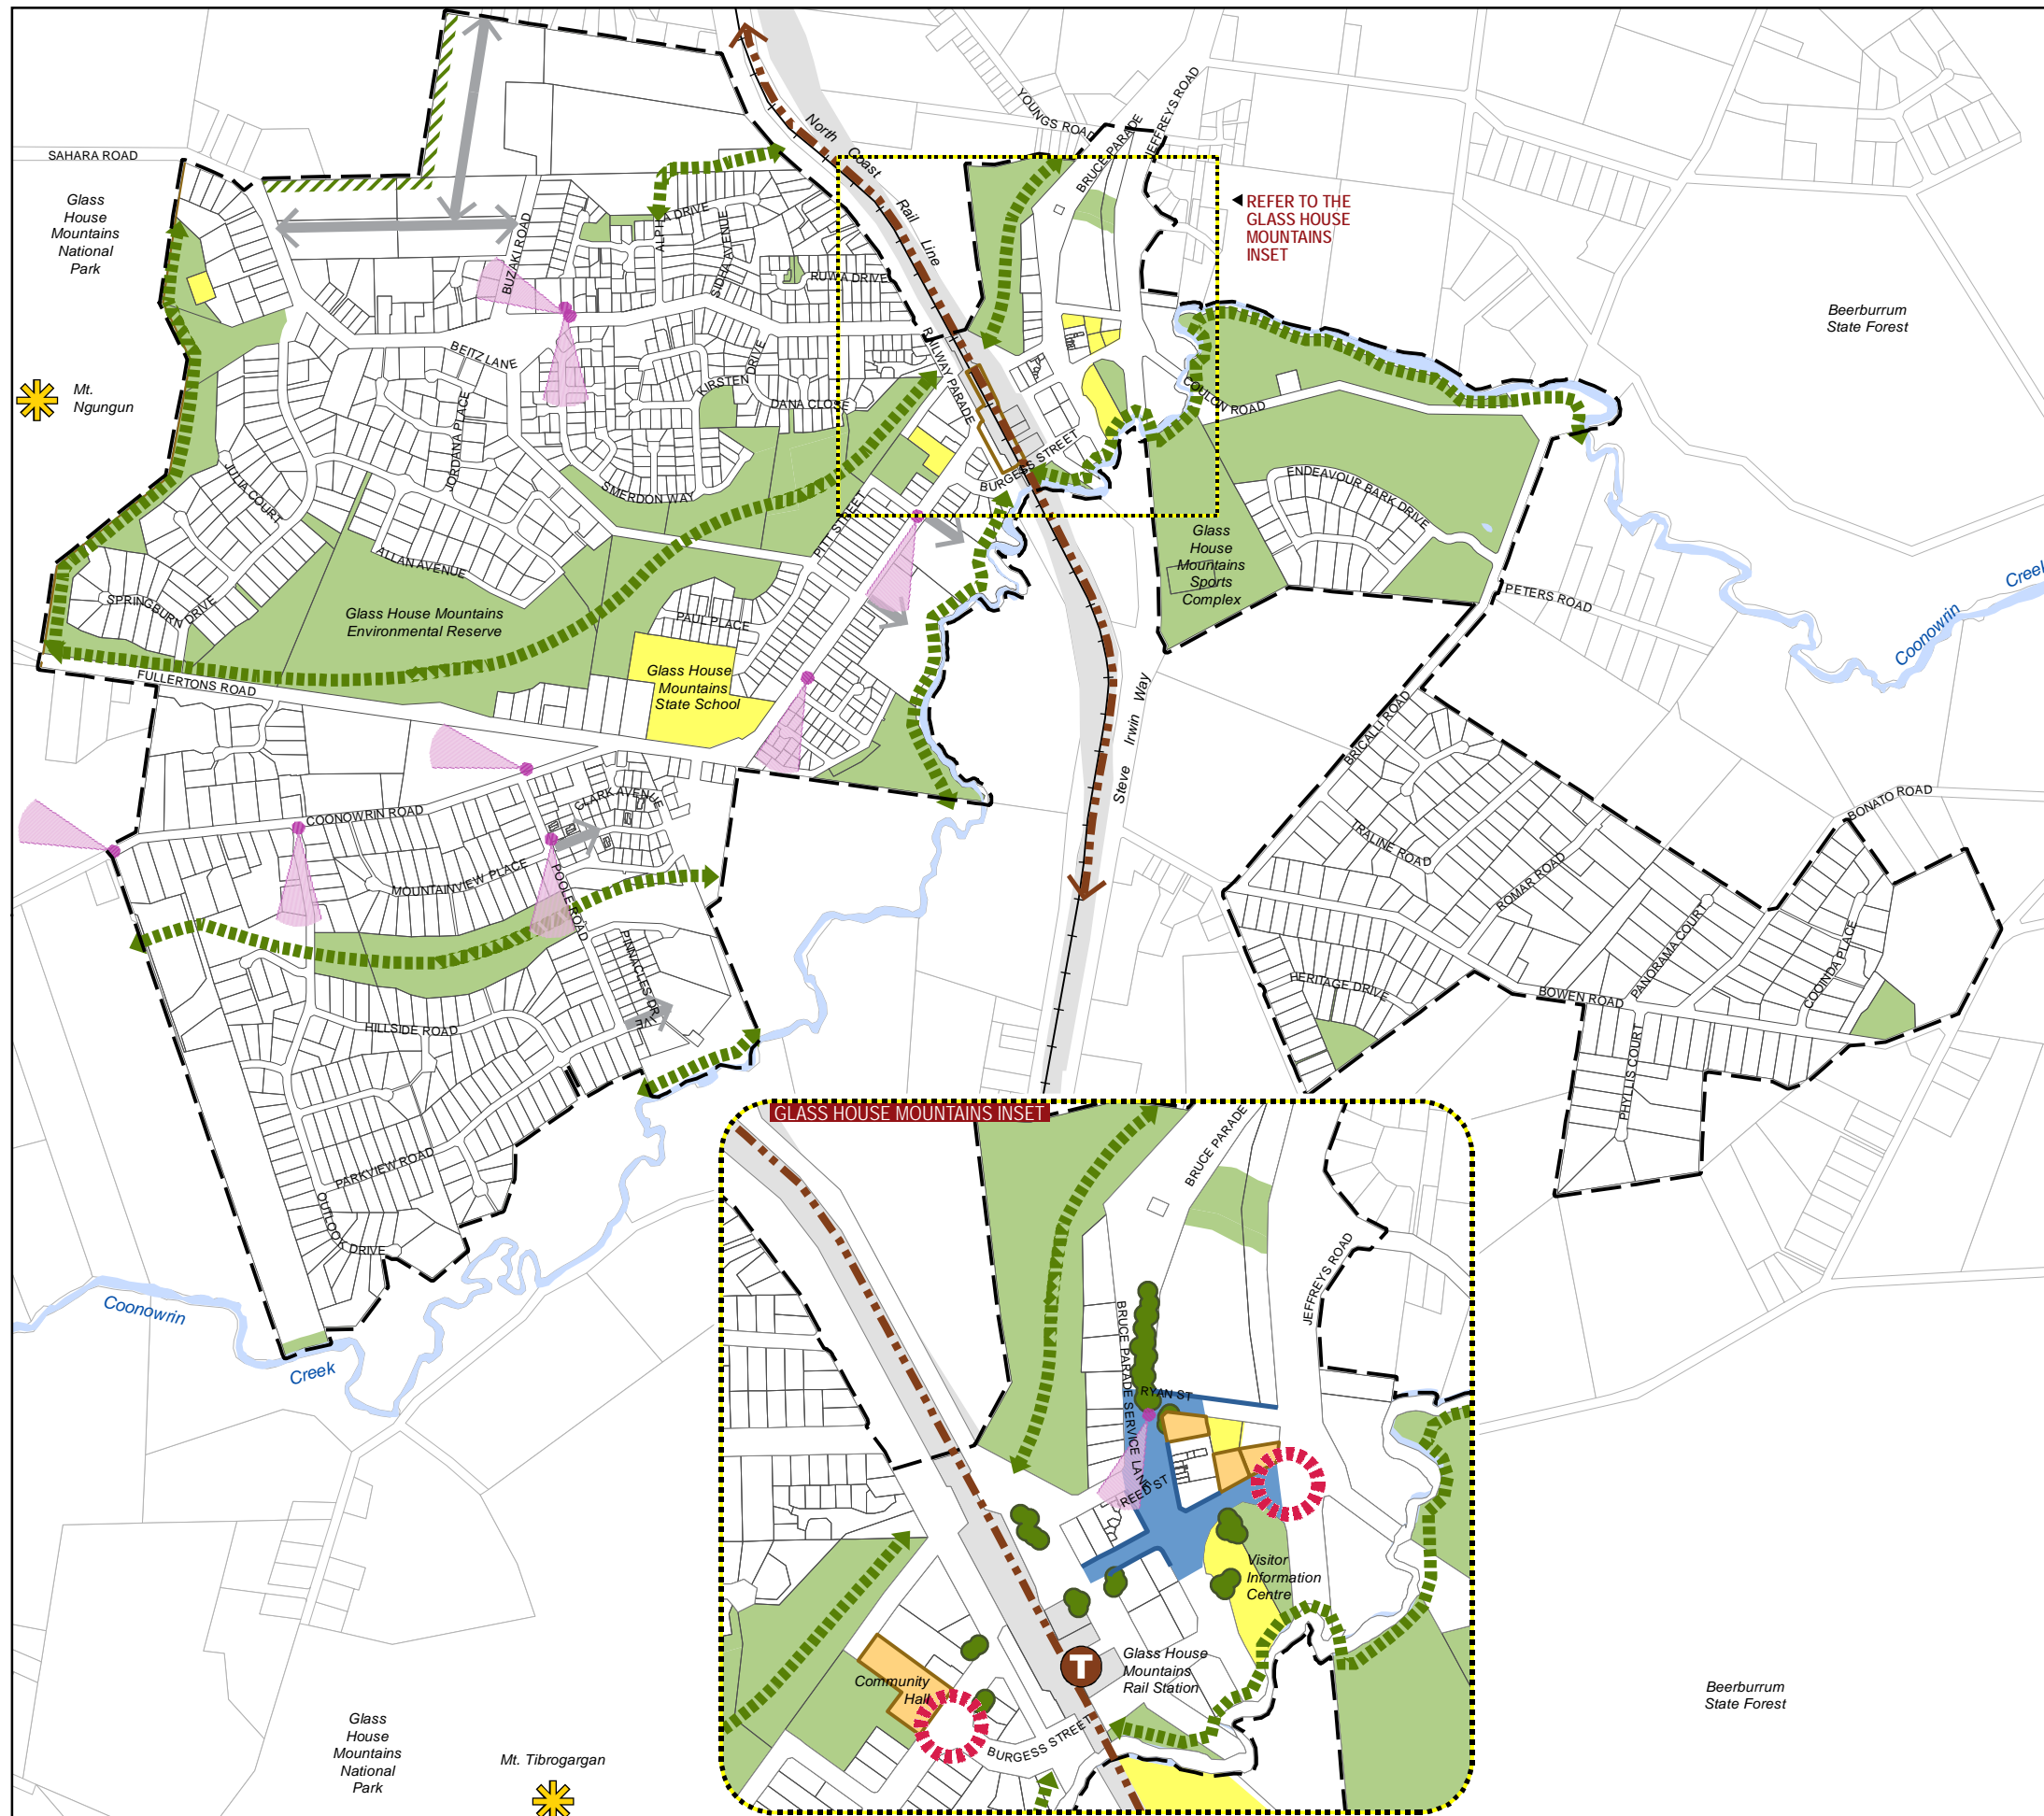 YOUNGS ROAD
BRUCE PARADE
JEFFREYS ROAD
North
Coast
Rail
Line
SAHARA ROAD
Glass
House
Mountains
National
Park
REFER TO THE
GLASS HOUSE
MOUNTAINS
INSET
BUZAKI ROAD
ALPHA DRIVE
SIDHA AVENUE
RUWA DRIVE
Beerburrum
State Forest
RAILWAY PARADE
BEITZ LANE
KIRSTEN DRIVE
DANA CLOSE
COULON ROAD
Mt.
Ngungun
JORDANA PLACE
JULIA COURT
SMERDON WAY
BURGESS STREET
ENDEAVOUR BARK DRIVE
PITT STREET
ALLAN AVENUE
Glass
House
Mountains
Sports
Complex
SPRINGBURN DRIVE
Glass House Mountains
Environmental Reserve
PAUL PLACE
PETERS ROAD
Creek
Coonowrin
FULLERTONS ROAD
Glass House
Mountains
State School
Steve Irwin Way
BRICALLI ROAD
CLARK AVENUE
COONOWRIN ROAD
MOUNTAINVIEW PLACE
POOLE ROAD
TRALINE ROAD
ROMAR ROAD
BONATO ROAD
PINNACLES DRIVE
PANORAMA COURT
COOINDA PLACE
HERITAGE DRIVE
BOWEN ROAD
HILLSIDE ROAD
PHYLLIS COURT
PARKVIEW ROAD
OUTLOOK DRIVE
Coonowrin
Creek
GLASS HOUSE MOUNTAINS INSET
BRUCE PARADE
JEFFREYS ROAD
BRUCE PARADE SERVICE LANE
RYAN ST
REED ST
Visitor
Information
Centre
T
Glass House
Mountains
Rail Station
Community
Hall
BURGESS STREET
Beerburrum
State Forest
Glass
House
Mountains
National
Park
Mt. Tibrogargan